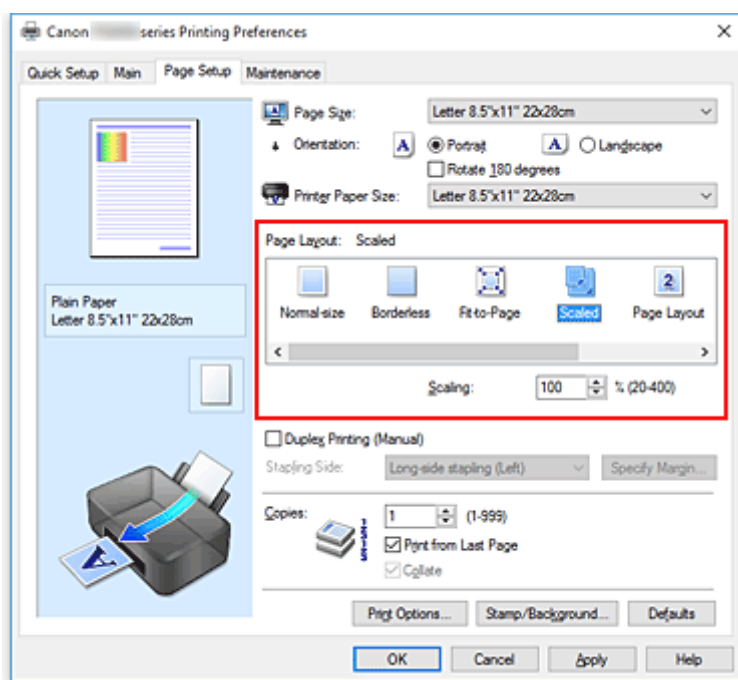 Canon series Printing Preferences
Quick Setup Main Page Setup Maintenance
Page Size: Letter 8.5"x11" 22x28cm
Orientation: A Portrait A Landscape
Rotate 180 degrees
Printer Paper Size: Letter 8.5"x11" 22x28cm
Page Layout: Scaled
2
Normal-size Borderless Fit-to-Page Scaled Page Layout
Scaling: 100 % (20-400)
Plain Paper
Letter 8.5"x11" 22x28cm
Duplex Printing (Manual)
Stapling Side: Long-side stapling (Left) Specify Margin...
Copies: 1 (1-999)
Print from Last Page
Collate
A
Print Options... Stamp/Background... Defaults
OK Cancel Apply Help